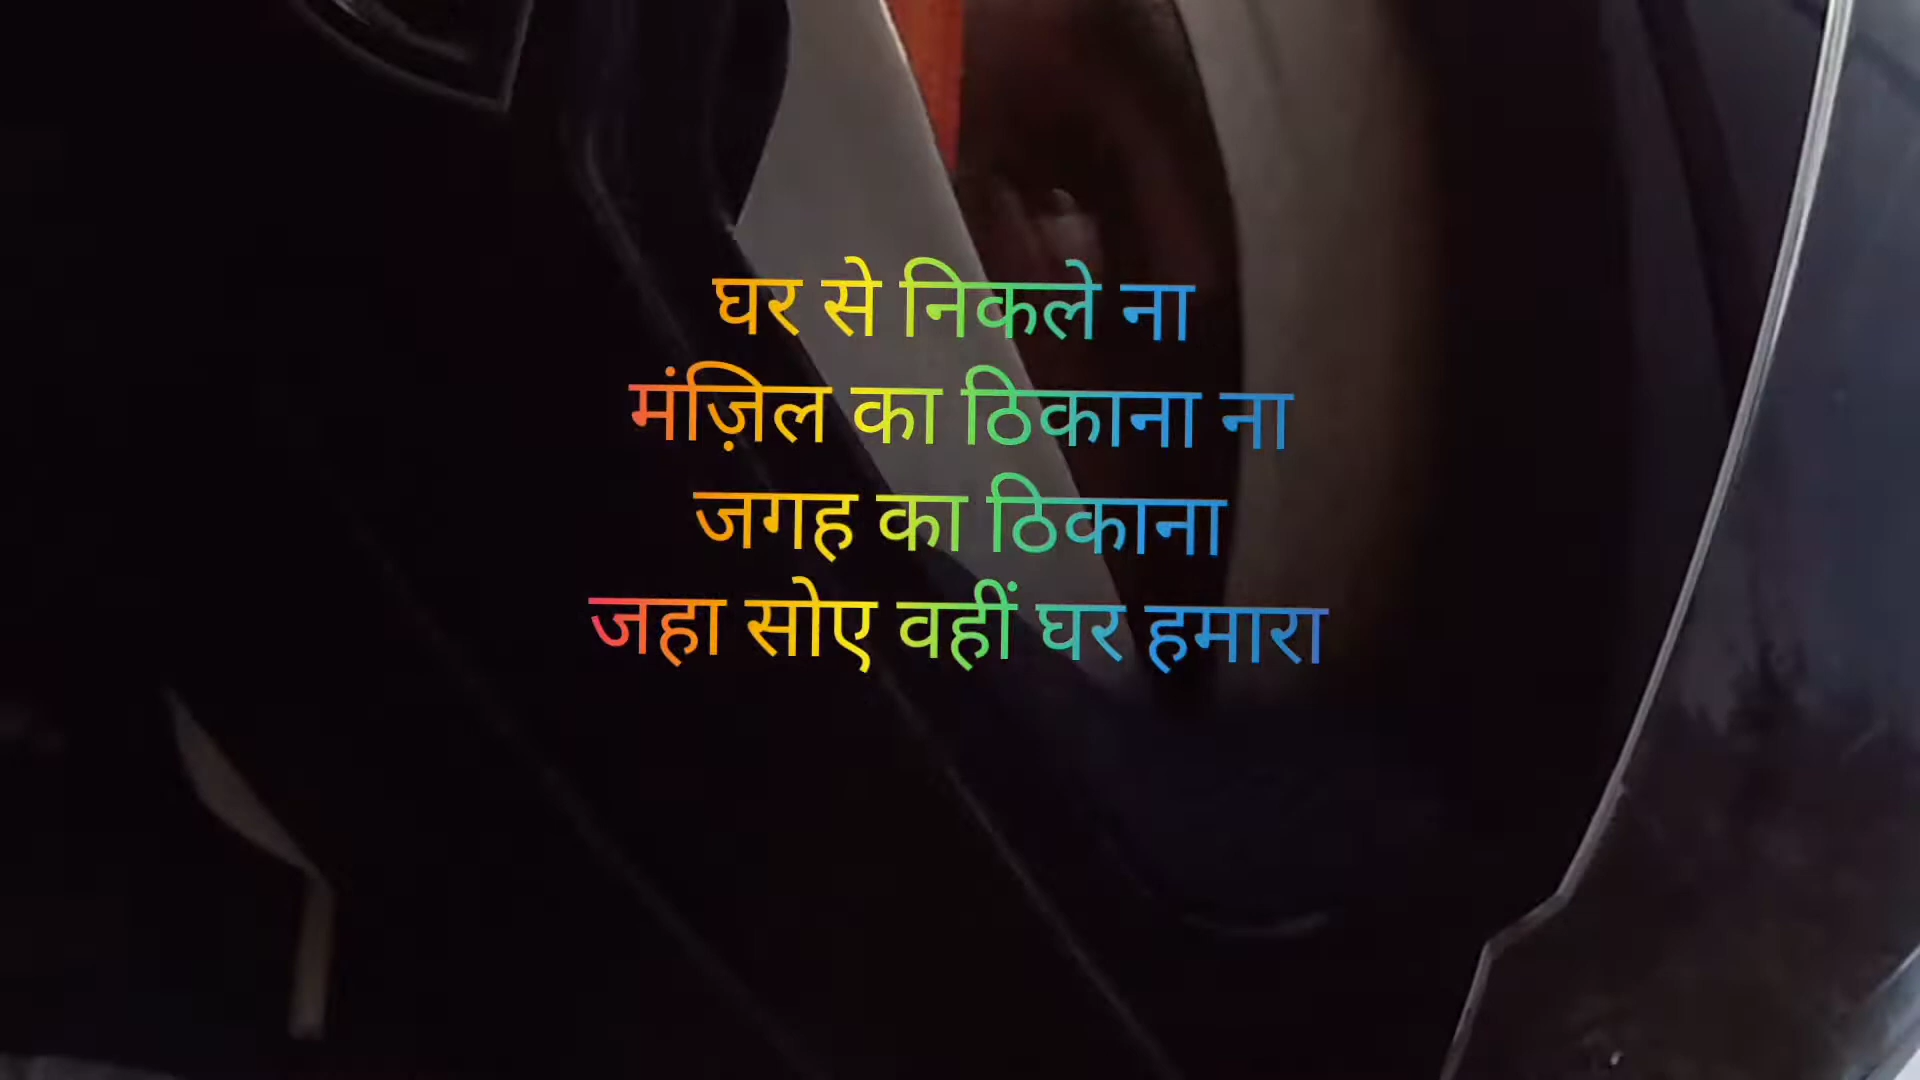 घर से निकले ना
मंज़िल का ठिकाना ना
जगह का ठिकाना
जहा सोए वहीं घर हमारा